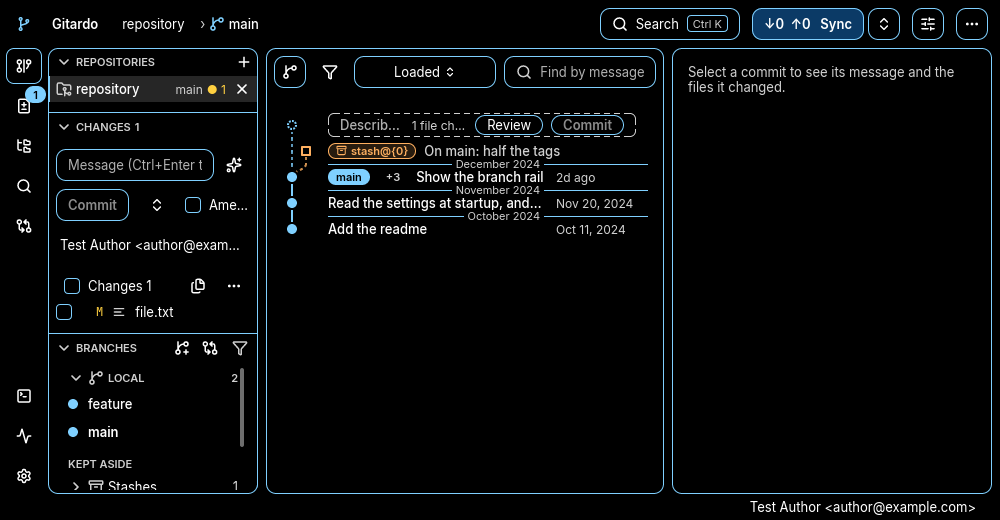 Gitardo repository › main Search Ctrl K ↓0 ↑0 Sync
REPOSITORIES
repository main 1
1
CHANGES 1
Message (Ctrl+Enter t
Commit Ame...
Test Author <author@exam...
Changes 1
M file.txt
BRANCHES
LOCAL 2
feature
main
KEPT ASIDE
Stashes 1
Loaded Find by message
Describ... 1 file ch... Review Commit
stash@{0} On main: half the tags
December 2024
main +3 Show the branch rail 2d ago
November 2024
Read the settings at startup, and... Nov 20, 2024
October 2024
Add the readme Oct 11, 2024
Select a commit to see its message and the
files it changed.
Test Author <author@example.com>